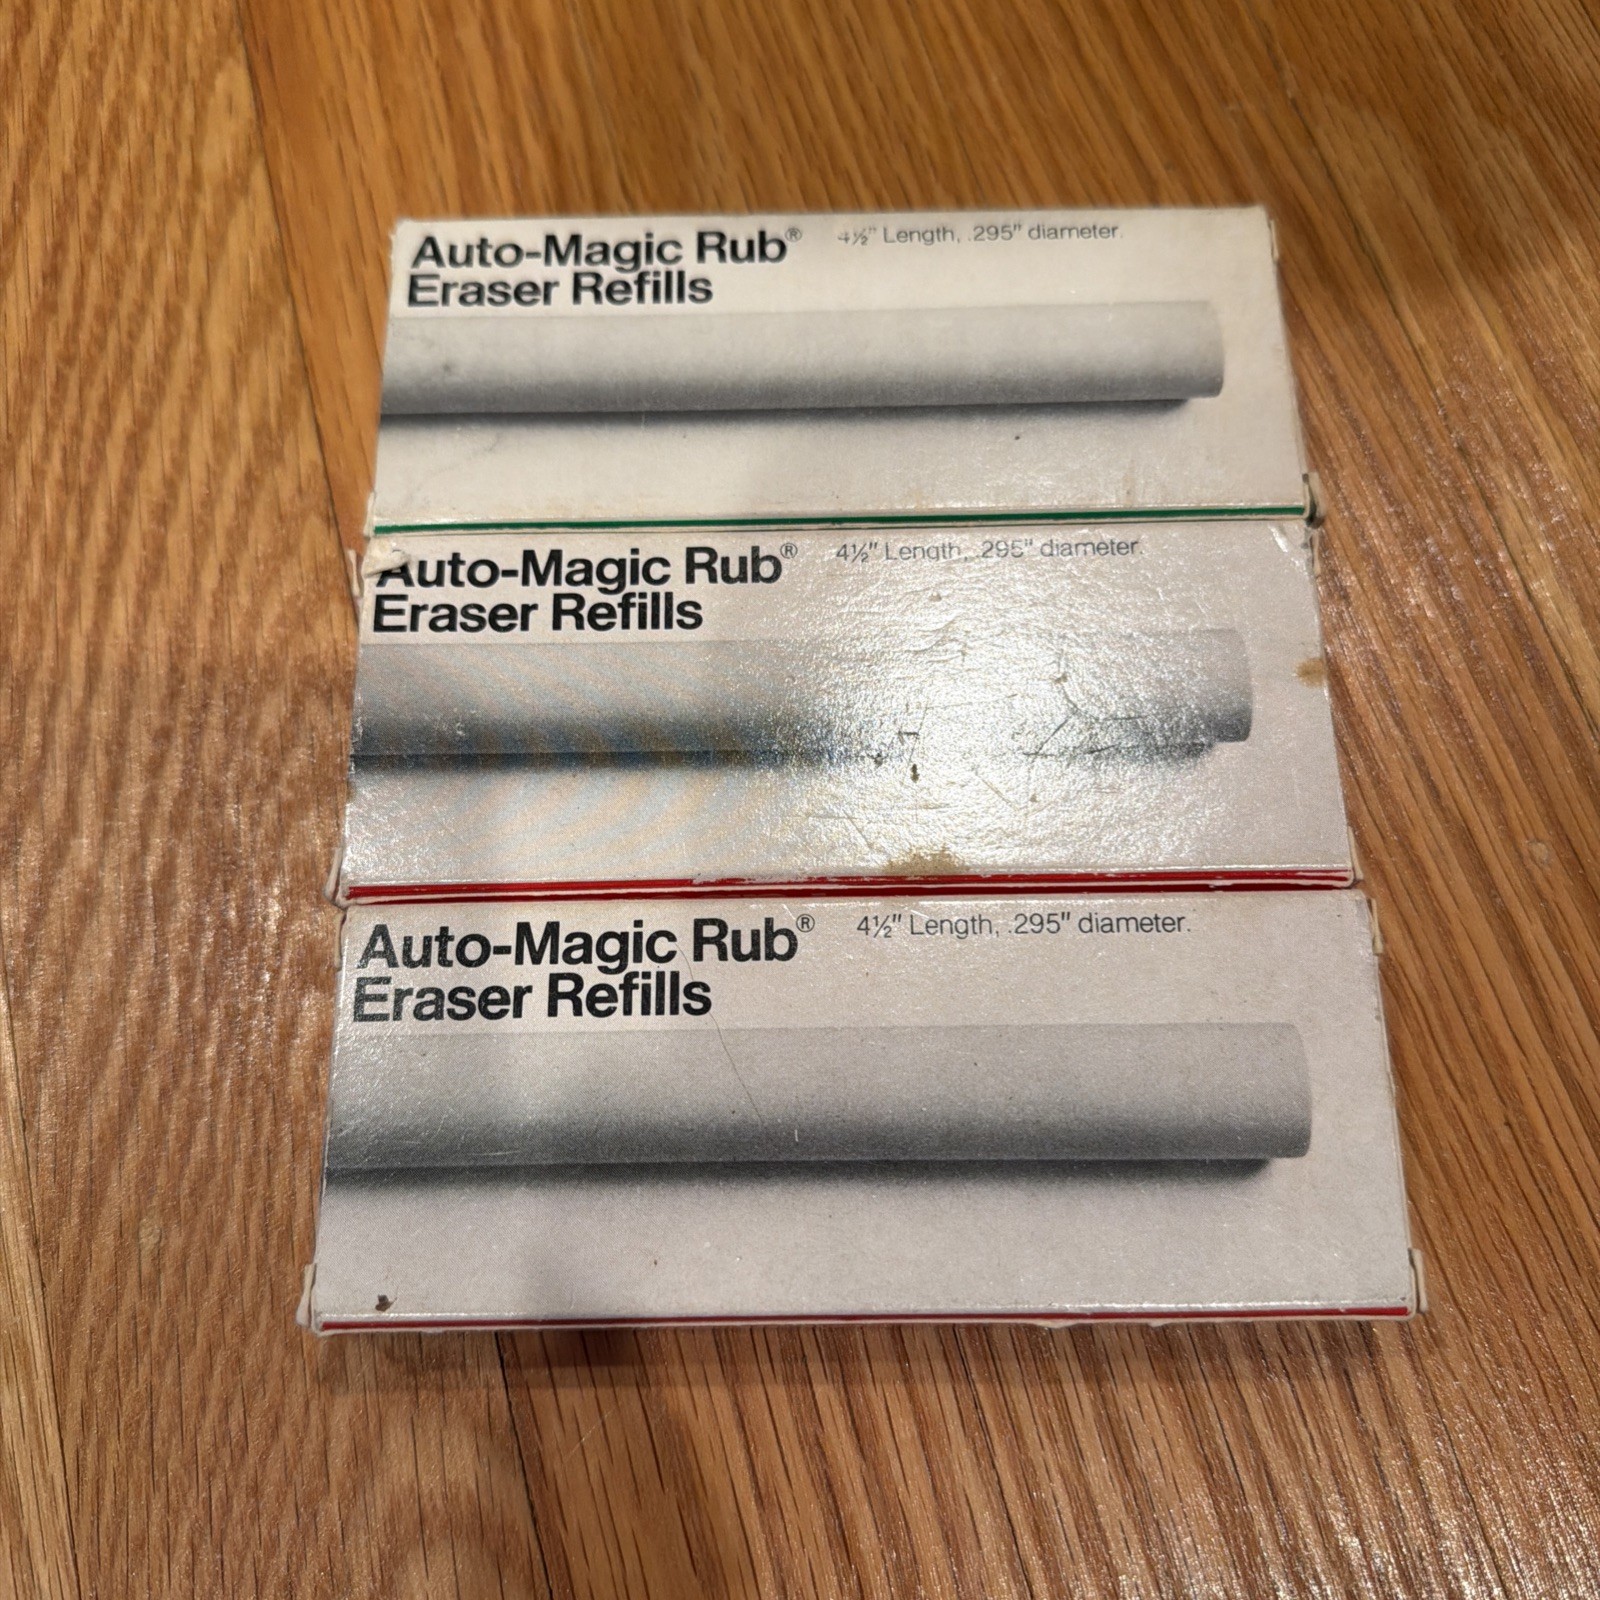 Auto-Magic Rub® 4½" Length, .295" diameter.
Eraser Refills
Auto-Magic Rub® 4½" Length, .295" diameter.
Eraser Refills
Auto-Magic Rub® 4½" Length, .295" diameter.
Eraser Refills